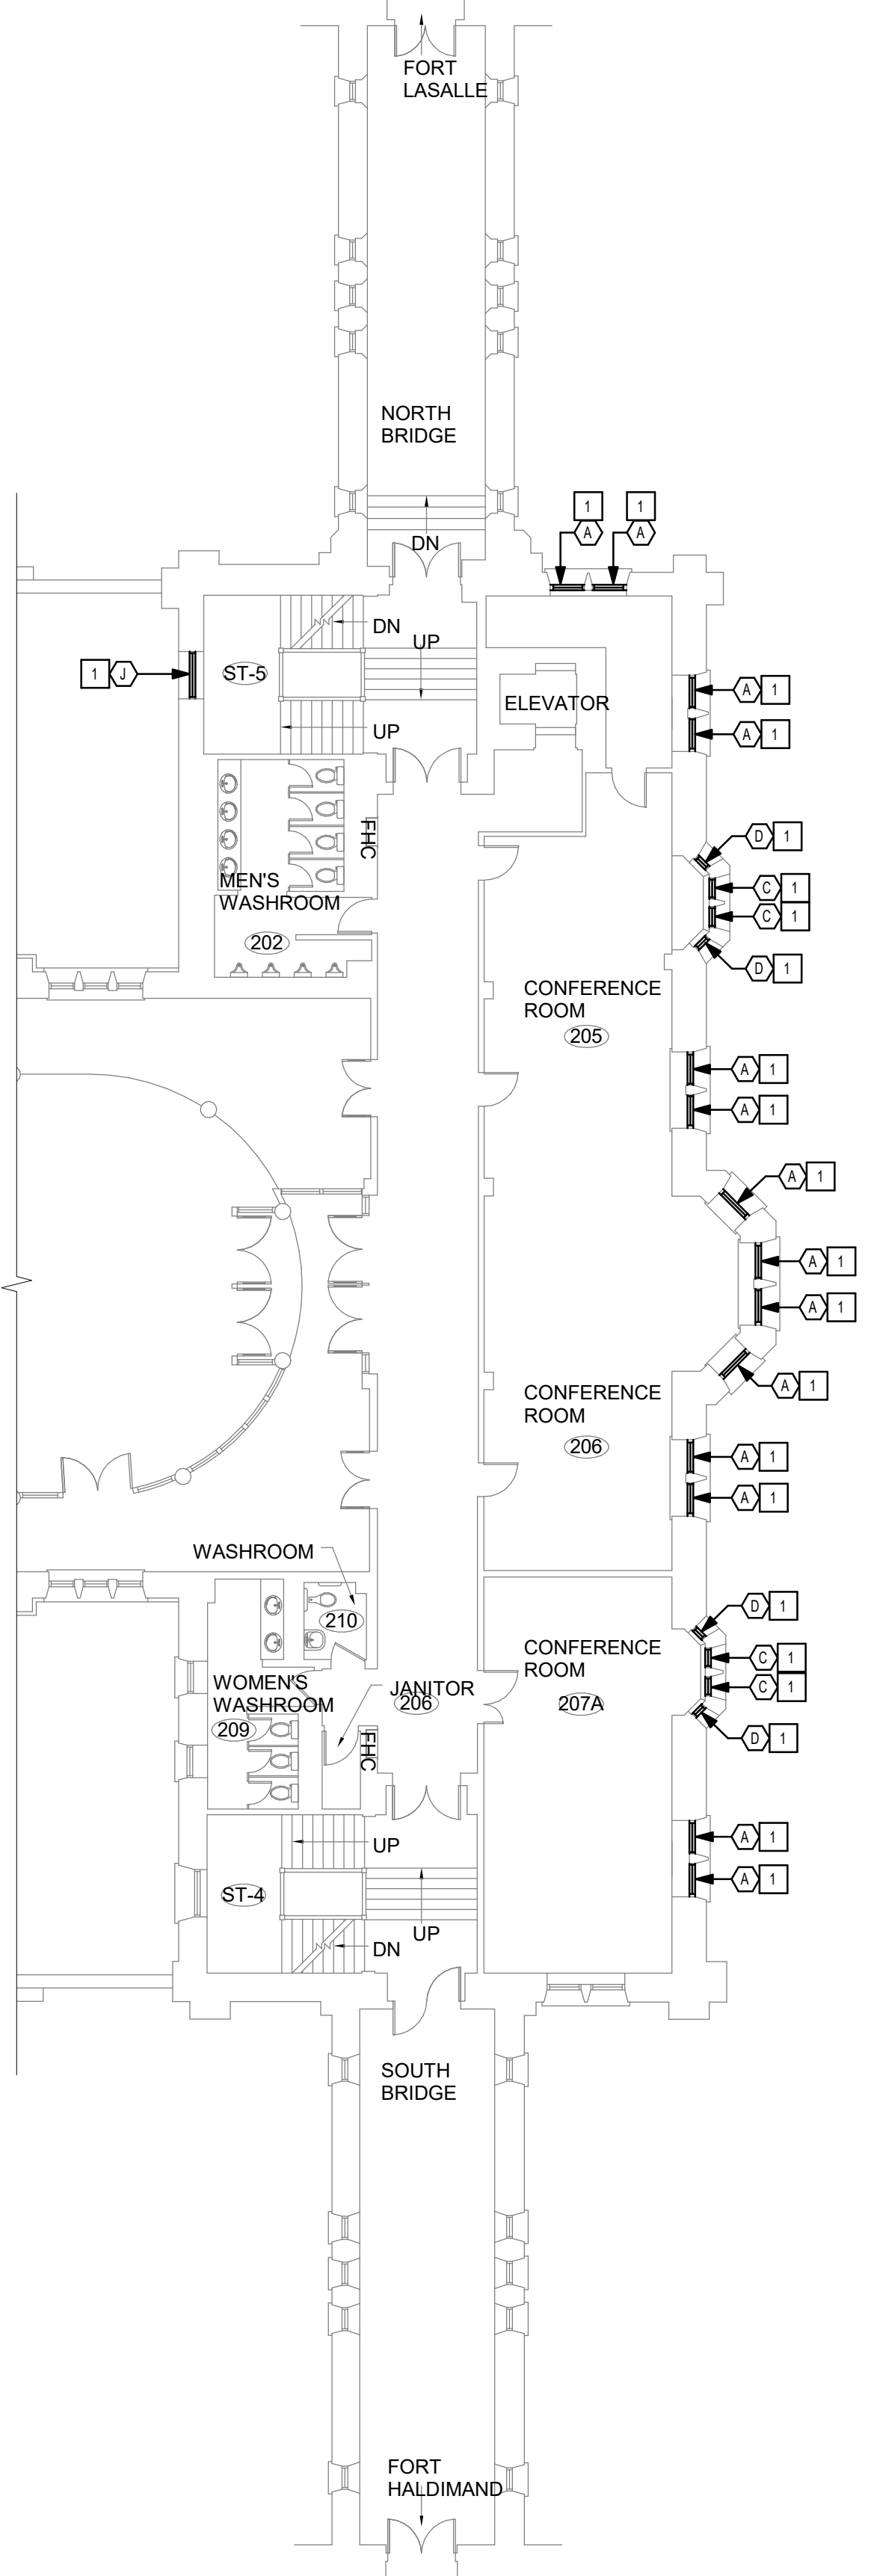 FORT
LASALLE
NORTH
BRIDGE
1
1
A
A
DN
DN
UP
1
J
ST-5
A
1
ELEVATOR
UP
A
1
FHC
D
1
MEN'S
WASHROOM
C
1
C
1
202
D
1
CONFERENCE
ROOM
205
A
1
A
1
A
1
A
1
A
1
A
1
CONFERENCE
ROOM
206
A
1
A
1
WASHROOM
210
D
1
CONFERENCE
ROOM
C
1
WOMEN'S
WASHROOM
JANITOR
C
1
206
207A
209
D
1
FHC
UP
A
1
ST-4
A
1
UP
DN
SOUTH
BRIDGE
FORT
HALDIMAND